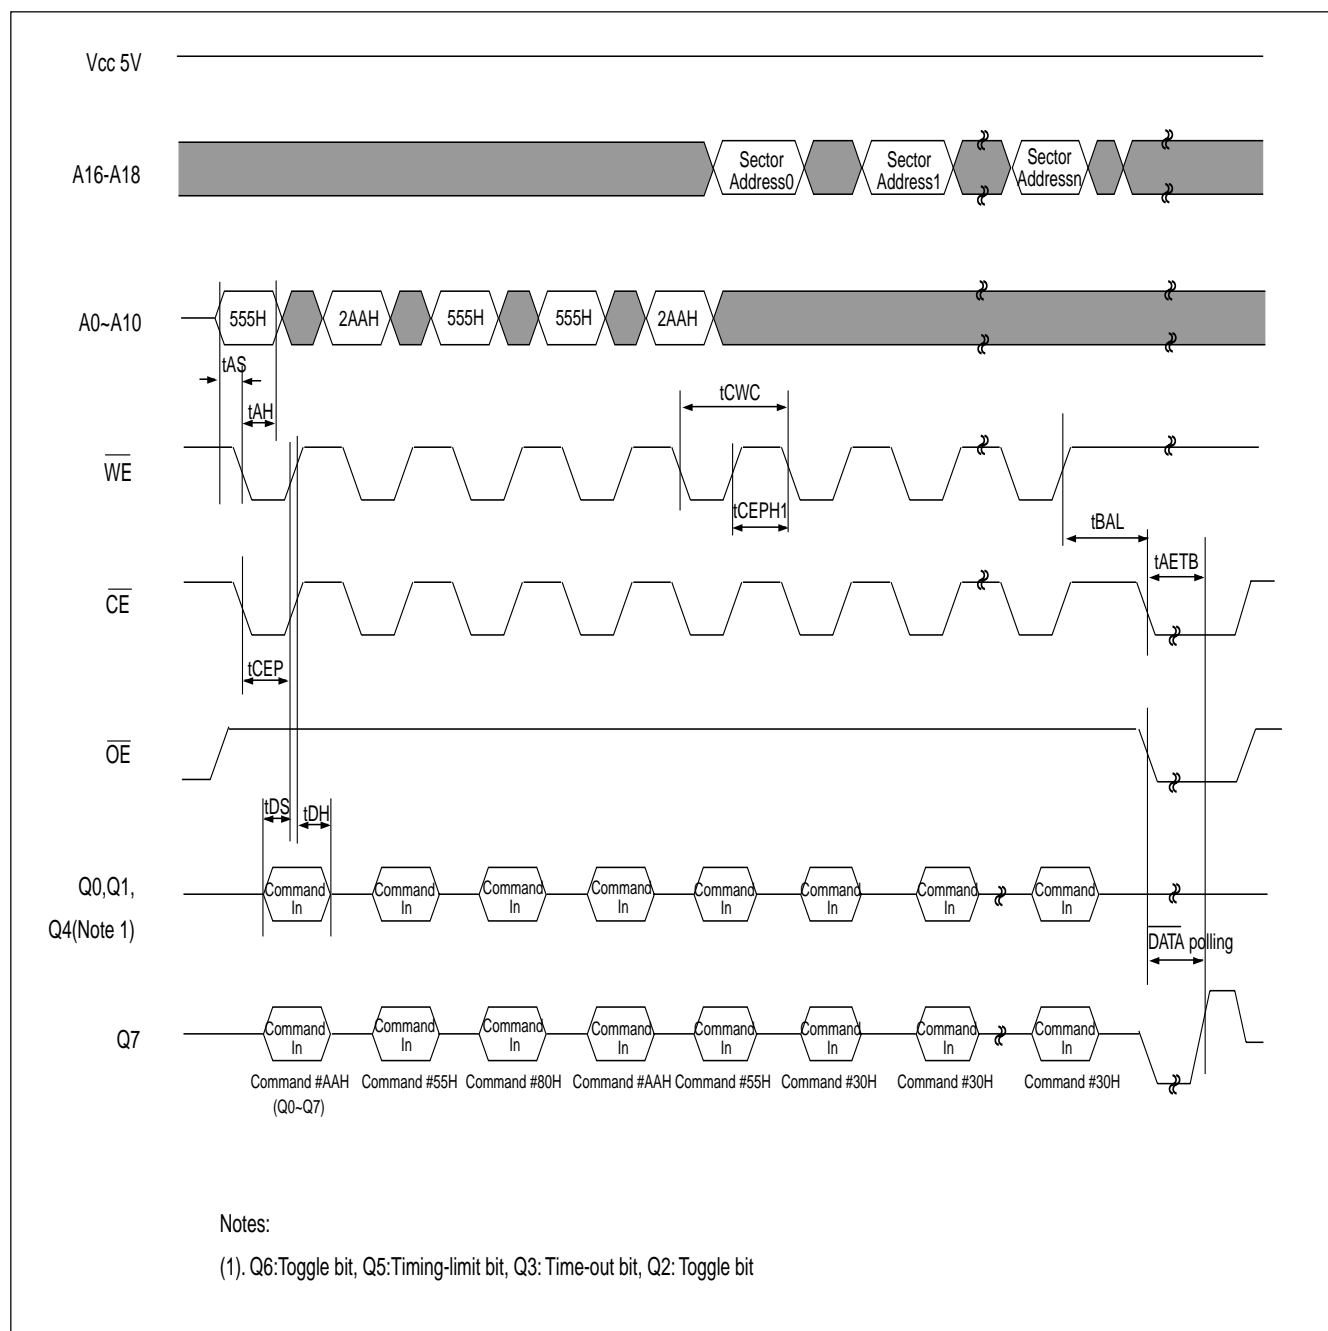 Vcc 5V
A16-A18
Sector
Address0
Sector
Address1
Sector
Addressn
A0~A10
555H
2AAH
555H
555H
2AAH
tAS
tAH
tCWC
WE
tCEPH1
tBAL
tAETB
CE
tCEP
OE
tDS
tDH
Q0,Q1,
Q4(Note 1)
Command
In
Command
In
Command
In
Command
In
Command
In
Command
In
Command
In
Command
In
DATA polling
Q7
Command
In
Command
In
Command
In
Command
In
Command
In
Command
In
Command
In
Command
In
Command #AAH
(Q0~Q7)
Command #55H
Command #80H
Command #AAH
Command #55H
Command #30H
Command #30H
Command #30H
Notes:
(1). Q6:Toggle bit, Q5:Timing-limit bit, Q3: Time-out bit, Q2: Toggle bit